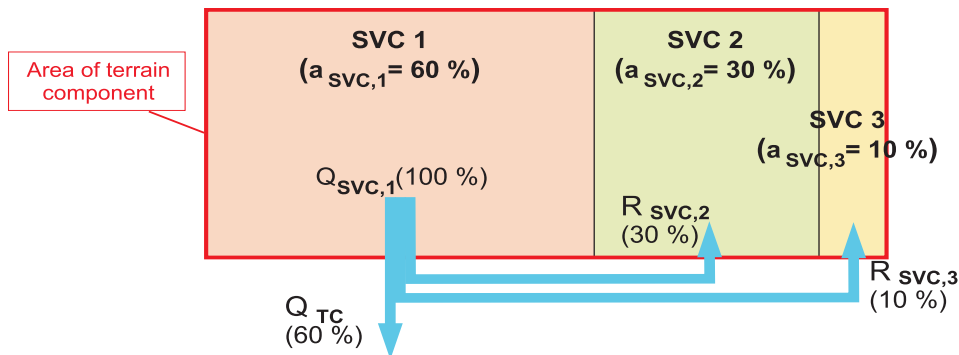 Area of terrain
component
SVC 1
(a SVC,1= 60 %)
SVC 2
(a SVC,2= 30 %)
SVC 3
(a SVC,3= 10 %)
QSVC,1(100 %)
R SVC,2
(30 %)
R SVC,3
(10 %)
Q TC
(60 %)